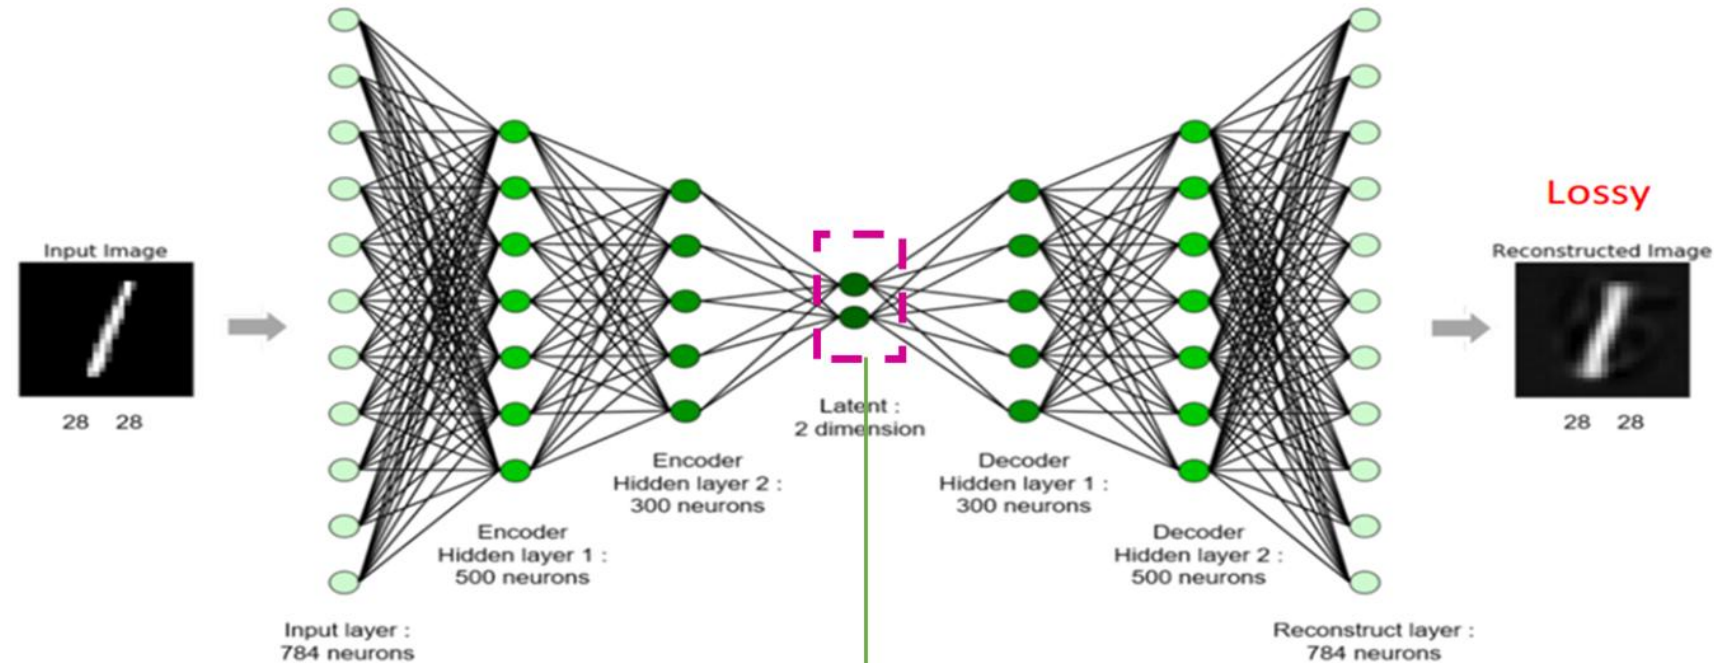 Input Image
28 28
Input layer :
784 neurons
Encoder
Hidden layer 1 :
500 neurons
Encoder
Hidden layer 2 :
300 neurons
Latent :
2 dimension
Decoder
Hidden layer 1 :
300 neurons
Decoder
Hidden layer 2 :
500 neurons
Reconstruct layer :
784 neurons
Lossy
Reconstructed Image
28 28